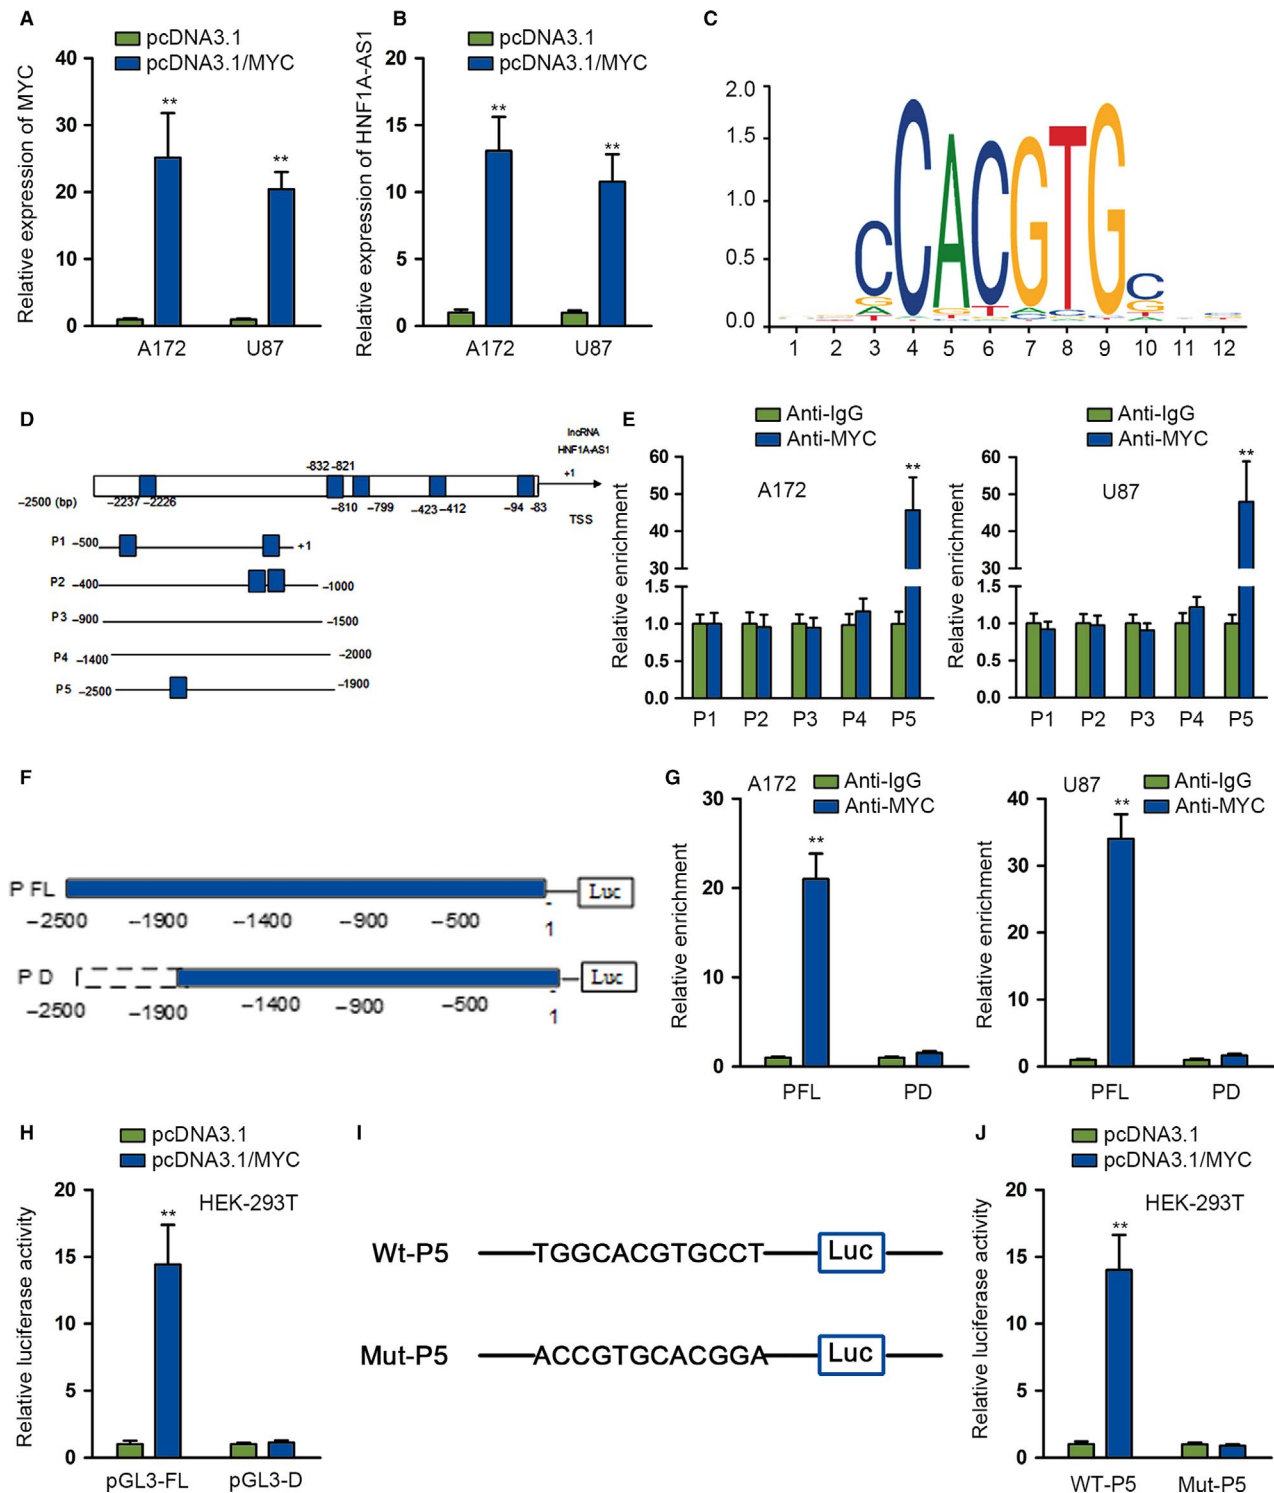 A
pcDNA3.1
pcDNA3.1/MYC
Relative expression of MYC
40
30
20
10
0
**
**
A172
U87
B
pcDNA3.1
pcDNA3.1/MYC
Relative expression of HNF1A-AS1
20
15
10
5
0
**
**
A172
U87
C
2.0
1.5
1.0
0.5
0.0
CCACGTGC
1 2 3 4 5 6 7 8 9 10 11 12
D
lncRNA
HNF1A-AS1
+1
TSS
-832 -821
-2500 (bp)
-2237 -2226
-810 -799
-423 -412
-94 -83
P1 -500 +1
P2 -400 -1000
P3 -900 -1500
P4 -1400 -2000
P5 -2500 -1900
E
Anti-IgG
Anti-MYC
A172
Relative enrichment
60
50
40
30
1.5
1.0
0.5
0.0
**
P1 P2 P3 P4 P5
Anti-IgG
Anti-MYC
U87
Relative enrichment
60
50
40
30
1.5
1.0
0.5
0.0
**
P1 P2 P3 P4 P5
F
P FL
Luc
-2500 -1900 -1400 -900 -500 -1
P D
Luc
-2500 -1900 -1400 -900 -500 -1
G
A172
Anti-IgG
Anti-MYC
Relative enrichment
30
20
10
0
**
PFL
PD
U87
Anti-IgG
Anti-MYC
Relative enrichment
40
30
20
10
0
**
PFL
PD
H
pcDNA3.1
pcDNA3.1/MYC
HEK-293T
Relative luciferase activity
20
15
10
5
0
**
pGL3-FL
pGL3-D
I
Wt-P5 TGGCACGTGCCT Luc
Mut-P5 ACCGTGCACGGA Luc
J
pcDNA3.1
pcDNA3.1/MYC
HEK-293T
Relative luciferase activity
20
15
10
5
0
**
WT-P5
Mut-P5